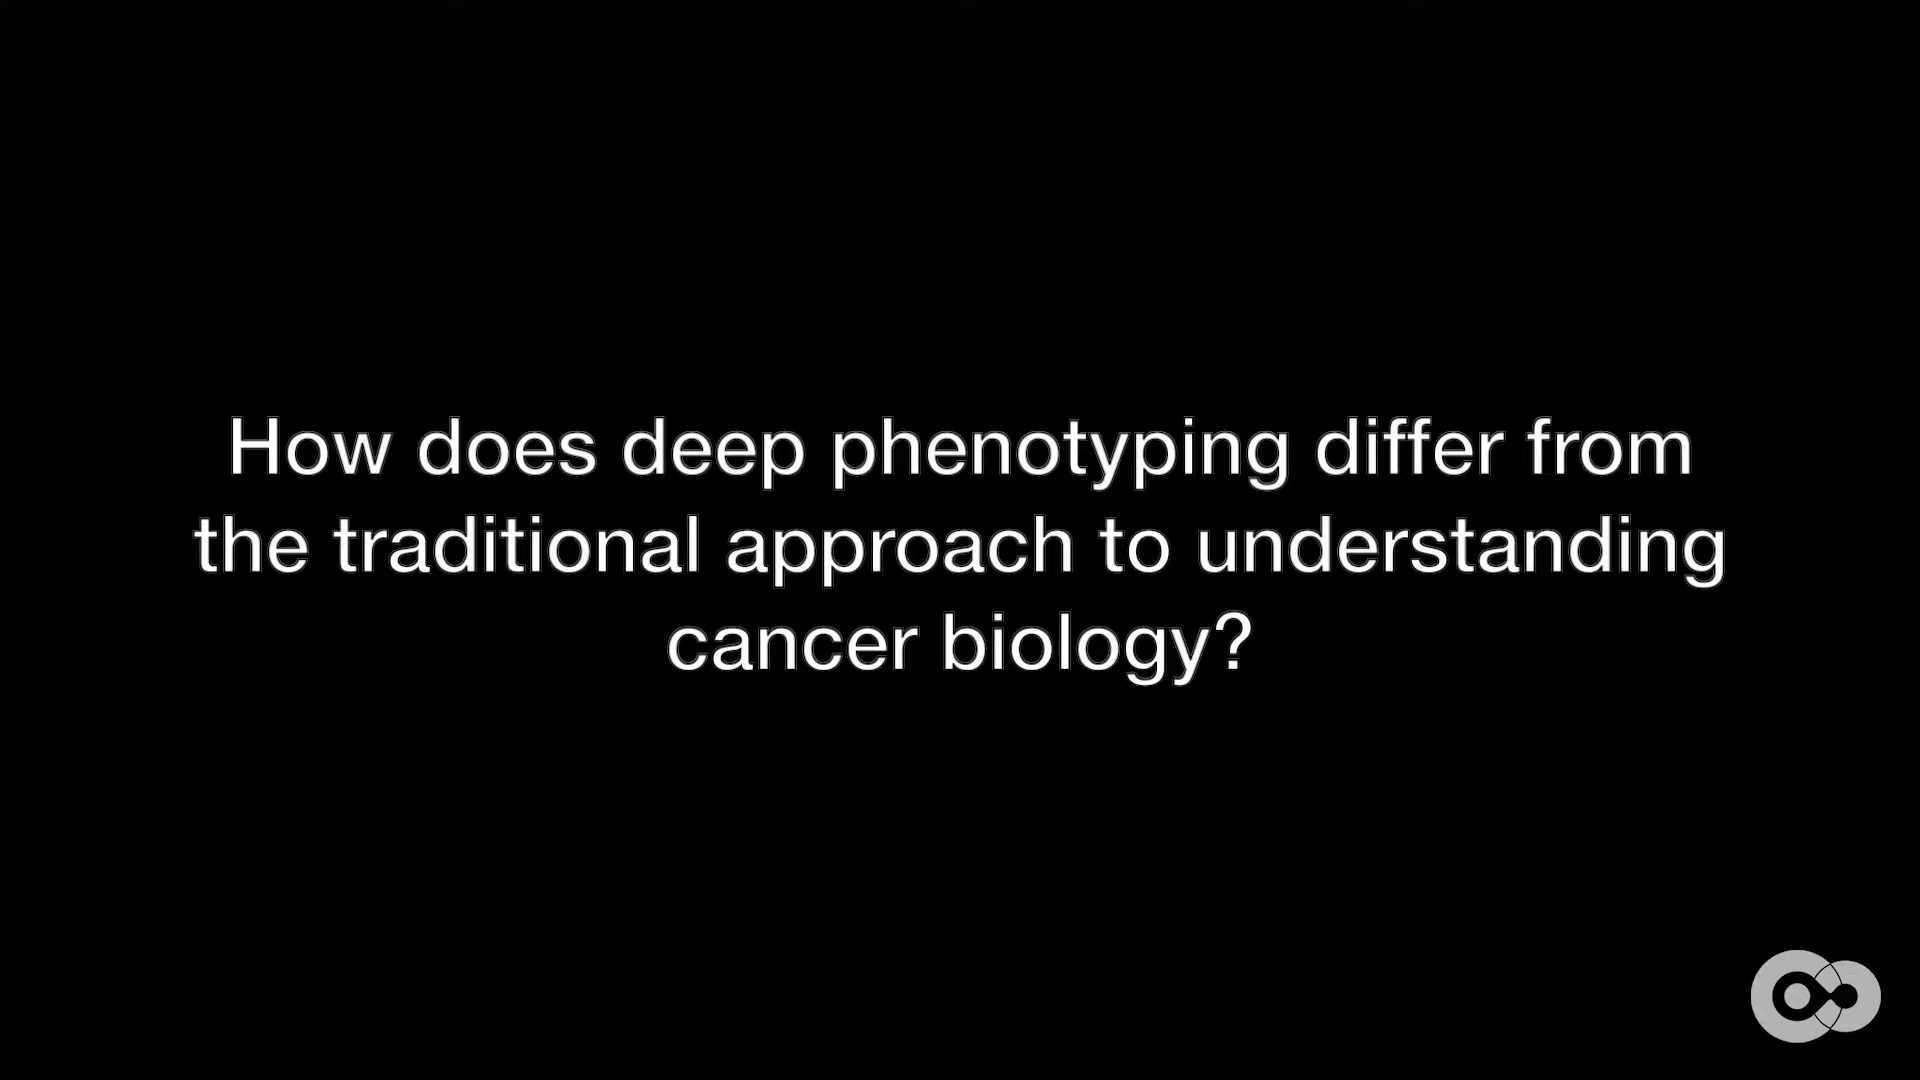 How does deep phenotyping differ from
the traditional approach to understanding
cancer biology?